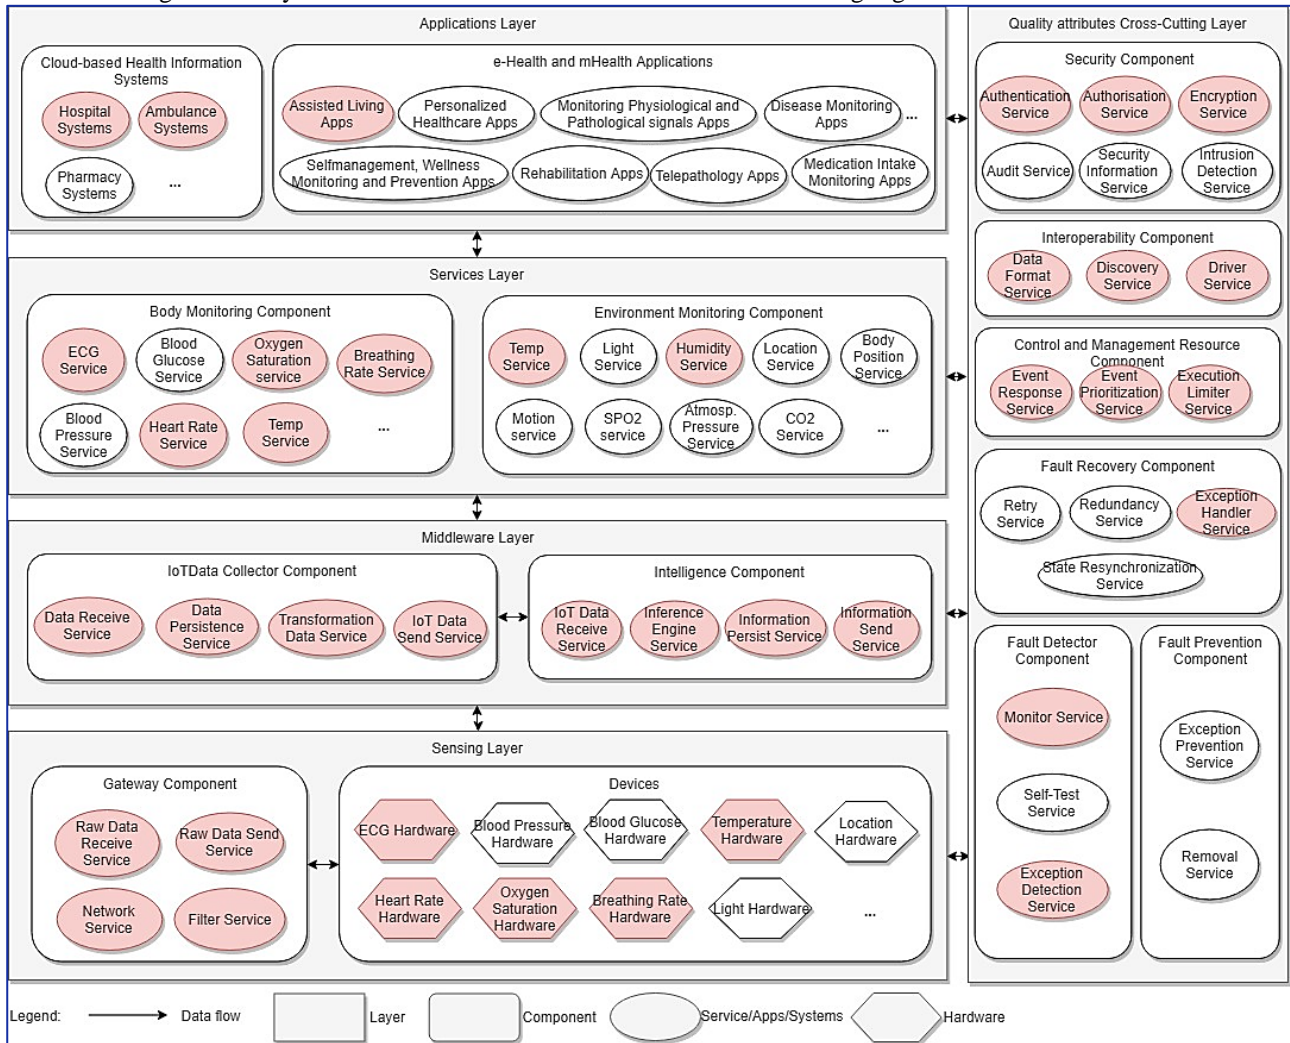 Applications Layer
Cloud-based Health Information
Systems
Hospital
Systems
Ambulance
Systems
Pharmacy
Systems
...
e-Health and mHealth Applications
Assisted Living
Apps
Personalized
Healthcare Apps
Monitoring Physiological and
Pathological signals Apps
Disease Monitoring
Apps
...
Selfmanagement, Wellness
Monitoring and Prevention Apps
Rehabilitation Apps
Telepathology Apps
Medication Intake
Monitoring Apps
Services Layer
Body Monitoring Component
ECG
Service
Blood
Glucose
Service
Oxygen
Saturation
service
Breathing
Rate Service
Blood
Pressure
Service
Heart Rate
Service
Temp
Service
...
Environment Monitoring Component
Temp
Service
Light
Service
Humidity
Service
Location
Service
Body
Position
Service
Motion
service
SPO2
service
Atmosp.
Pressure
Service
CO2
Service
...
Middleware Layer
IoTData Collector Component
Data Receive
Service
Data
Persistence
Service
Transformation
Data Service
IoT Data
Send Service
Intelligence Component
IoT Data
Receive
Service
Inference
Engine
Service
Information
Persist Service
Information
Send
Service
Sensing Layer
Gateway Component
Raw Data
Receive
Service
Raw Data Send
Service
Network
Service
Filter Service
Devices
ECG Hardware
Blood Pressure
Hardware
Blood Glucose
Hardware
Temperature
Hardware
Location
Hardware
Heart Rate
Hardware
Oxygen
Saturation
Hardware
Breathing Rate
Hardware
Light Hardware
...
Quality attributes Cross-Cutting Layer
Security Component
Authentication
Service
Authorisation
Service
Encryption
Service
Audit Service
Security
Information
Service
Intrusion
Detection
Service
Interoperability Component
Data
Format
Service
Discovery
Service
Driver
Service
Control and Management Resource
Component
Event
Response
Service
Event
Prioritization
Service
Execution
Limiter
Service
Fault Recovery Component
Retry
Service
Redundancy
Service
Exception
Handler
Service
State Resynchronization
Service
Fault Detector
Component
Monitor Service
Self-Test
Service
Exception
Detection
Service
Fault Prevention
Component
Exception
Prevention
Service
Removal
Service
Legend:
Data flow
Layer
Component
Service/Apps/Systems
Hardware